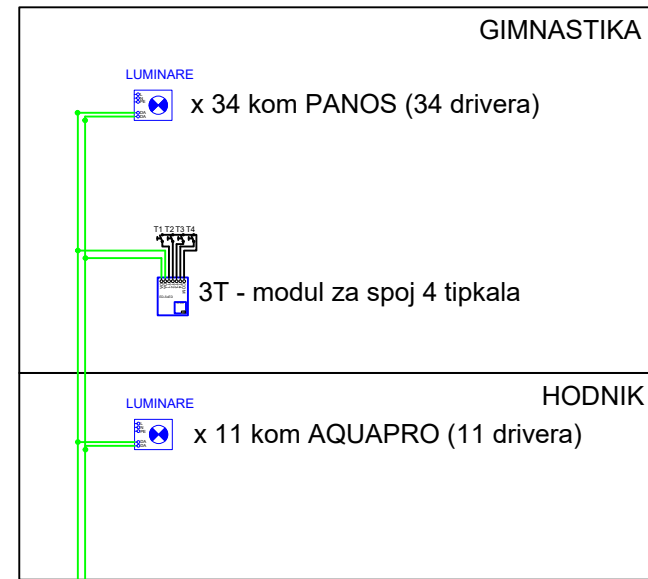 GIMNASTIKA
LUMINARE
x 34 kom PANOS (34 drivera)
T1 T2 T3 T4
3T - modul za spoj 4 tipkala
HODNIK
LUMINARE
x 11 kom AQUAPRO (11 drivera)